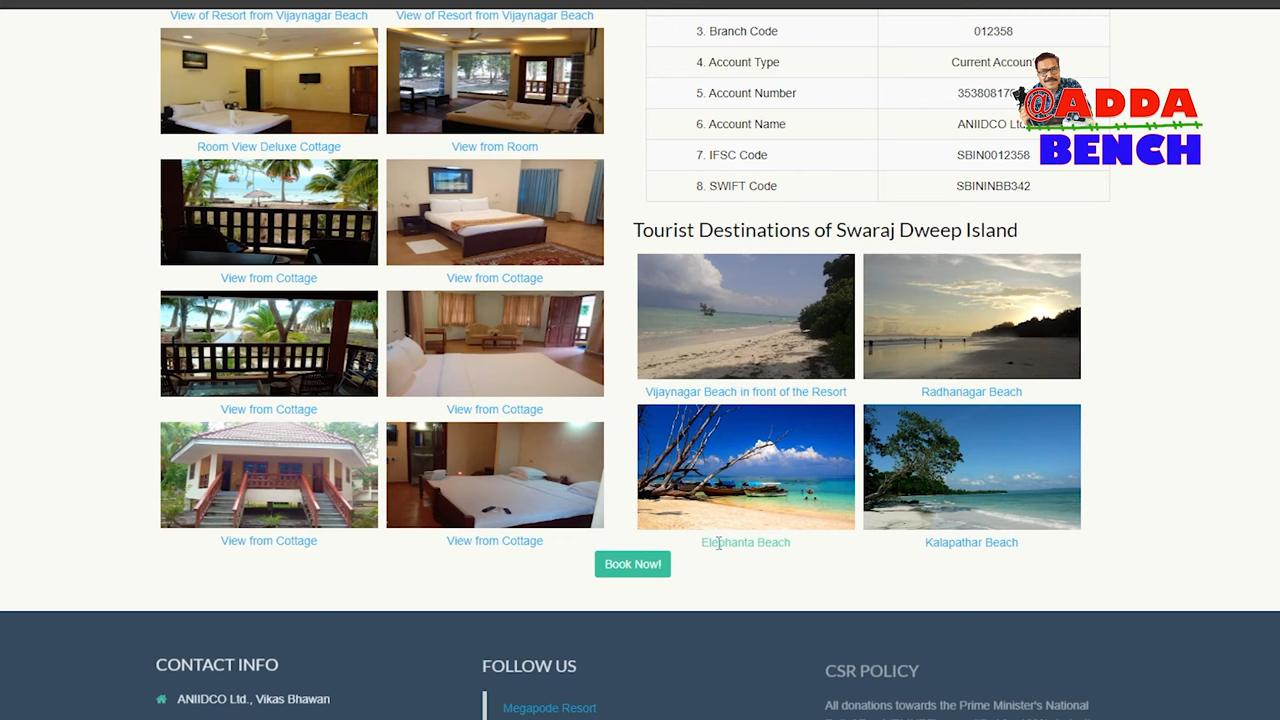 View of Resort from Vijaynagar Beach
View of Resort from Vijaynagar Beach
Room View Deluxe Cottage
View from Room
View from Cottage
View from Cottage
View from Cottage
View from Cottage
View from Cottage
View from Cottage
3. Branch Code 012358
4. Account Type Current Accoun
5. Account Number 35380817
6. Account Name ANIIDCO Ltd
7. IFSC Code SBIN0012358
8. SWIFT Code SBININBB342
@ADDA
BENCH
Tourist Destinations of Swaraj Dweep Island
Vijaynagar Beach in front of the Resort
Radhanagar Beach
Elephanta Beach
Kalapathar Beach
Book Now!
CONTACT INFO
ANIIDCO Ltd., Vikas Bhawan
FOLLOW US
Megapode Resort
CSR POLICY
All donations towards the Prime Minister's National